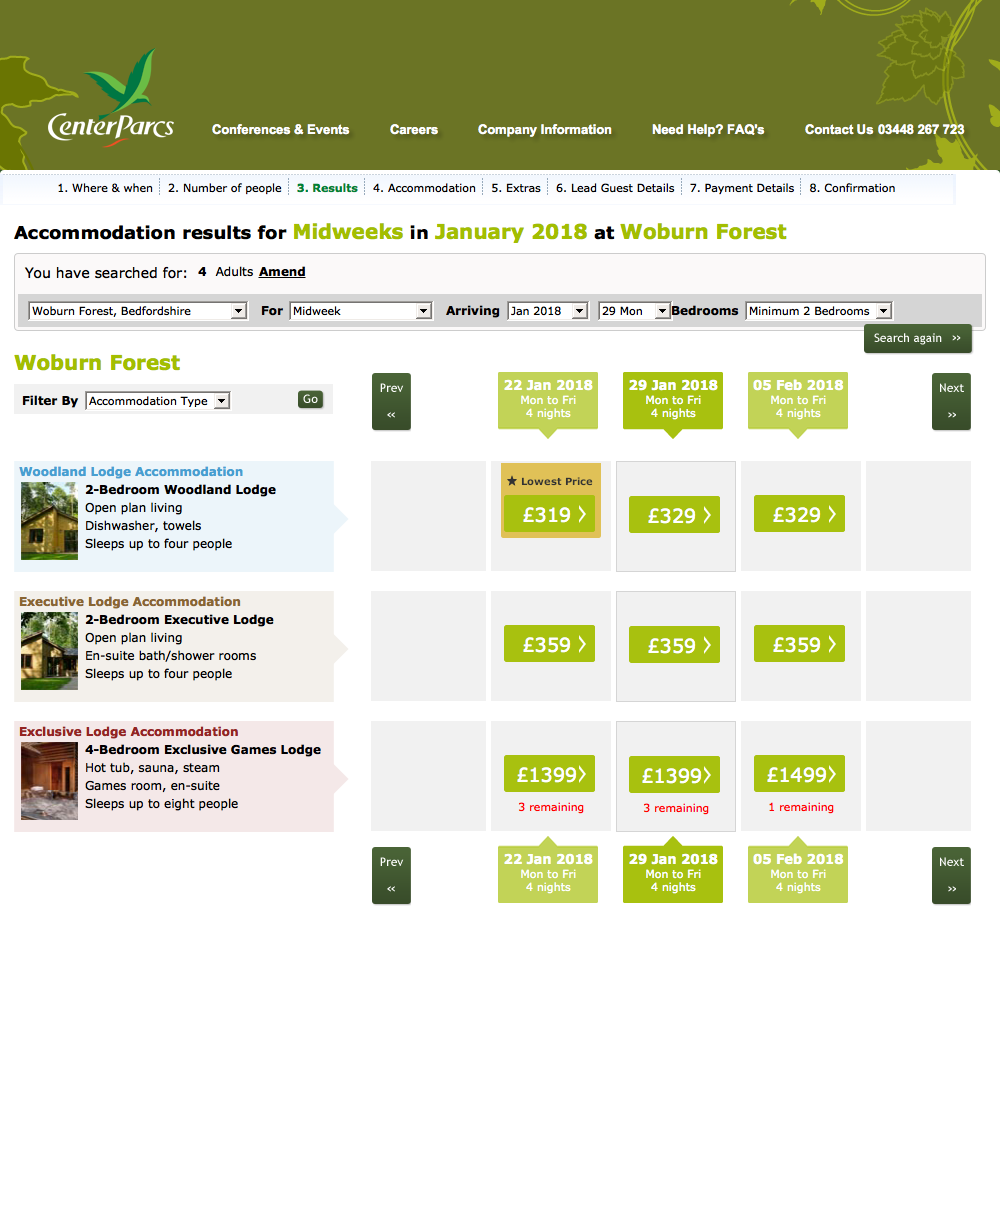 CenterParcs
Conferences & Events Careers Company Information Need Help? FAQ's Contact Us 03448 267 723
1. Where & when 2. Number of people 3. Results 4. Accommodation 5. Extras 6. Lead Guest Details 7. Payment Details 8. Confirmation
Accommodation results for Midweeks in January 2018 at Woburn Forest
You have searched for: 4 Adults Amend
Woburn Forest, Bedfordshire For Midweek Arriving Jan 2018 29 Mon Bedrooms Minimum 2 Bedrooms
Search again »
Woburn Forest
Filter By Accommodation Type Go
Prev
«
22 Jan 2018
Mon to Fri
4 nights
29 Jan 2018
Mon to Fri
4 nights
05 Feb 2018
Mon to Fri
4 nights
Next
»
Woodland Lodge Accommodation
2-Bedroom Woodland Lodge
Open plan living
Dishwasher, towels
Sleeps up to four people
★ Lowest Price
£319 £329 £329
Executive Lodge Accommodation
2-Bedroom Executive Lodge
Open plan living
En-suite bath/shower rooms
Sleeps up to four people
£359 £359 £359
Exclusive Lodge Accommodation
4-Bedroom Exclusive Games Lodge
Hot tub, sauna, steam
Games room, en-suite
Sleeps up to eight people
£1399 £1399 £1499
3 remaining 3 remaining 1 remaining
Prev
«
22 Jan 2018
Mon to Fri
4 nights
29 Jan 2018
Mon to Fri
4 nights
05 Feb 2018
Mon to Fri
4 nights
Next
»